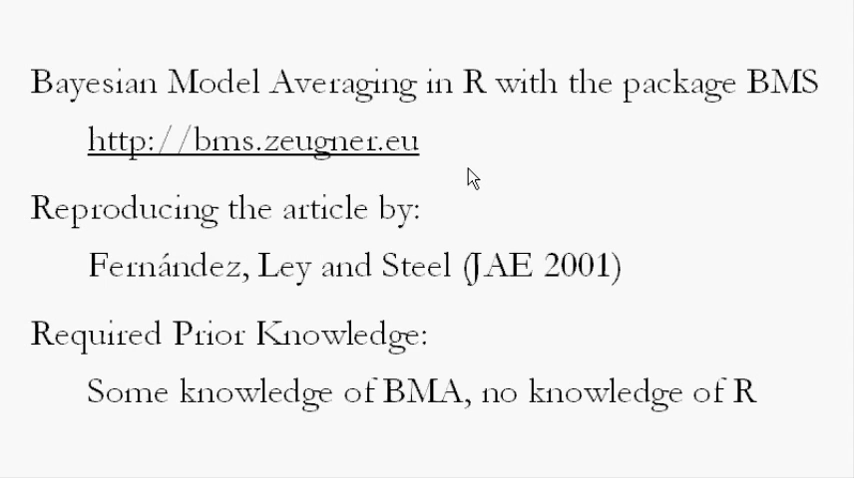 Bayesian Model Averaging in R with the package BMS
http://bms.zeugner.eu
Reproducing the article by:
Fernández, Ley and Steel (JAE 2001)
Required Prior Knowledge:
Some knowledge of BMA, no knowledge of R